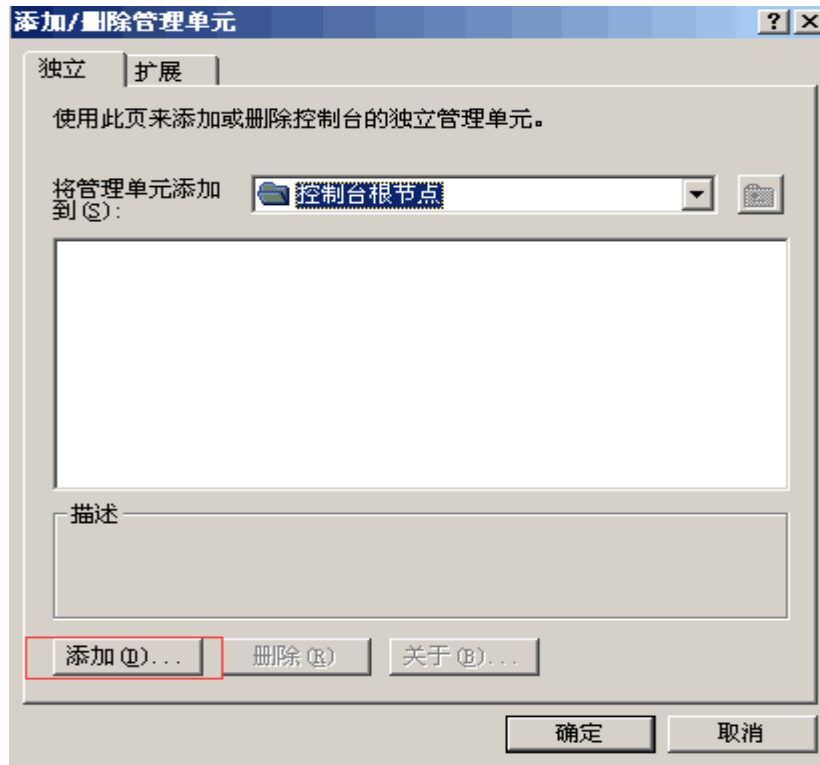 添加/删除管理单元
独立 扩展
使用此页来添加或删除控制台的独立管理单元。
将管理单元添加
到(S):
控制台根节点
描述
添加(D)... 删除(R) 关于(B)...
确定 取消